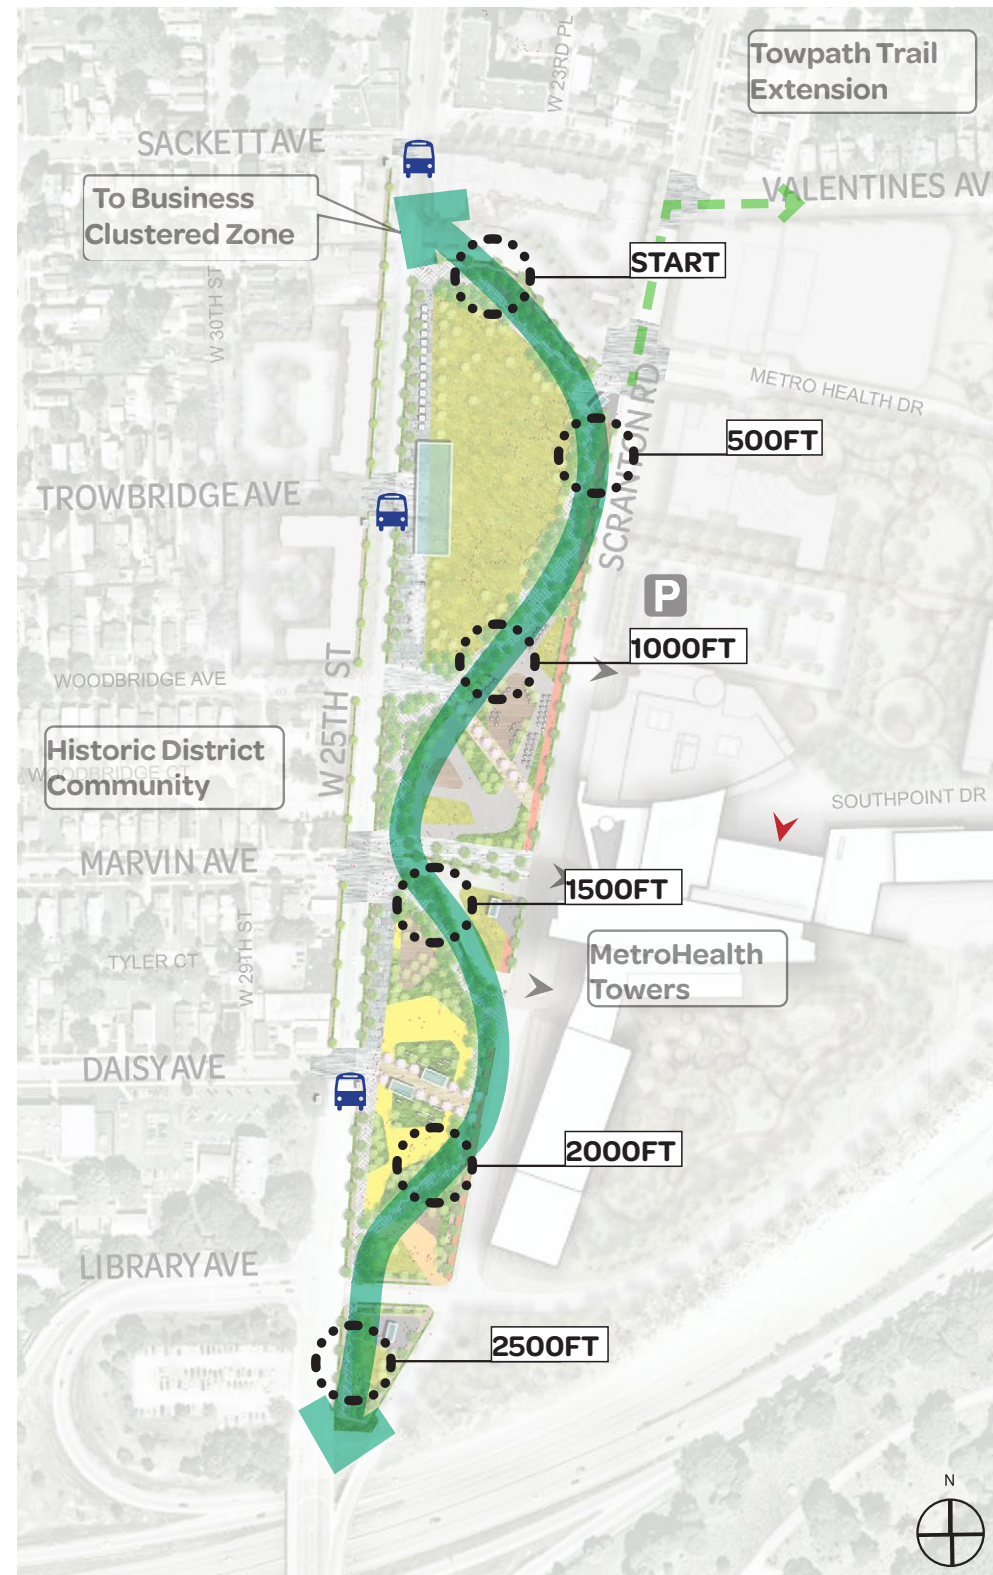 W 23RD PL
Towpath Trail
Extension
SACKETT AVE
VALENTINES AV
To Business
Clustered Zone
START
W 30TH ST
SCRANTON RD
METRO HEALTH DR
500FT
TROWBRIDGE AVE
P
1000FT
WOODBRIDGE AVE
W 25TH ST
Historic District
WOODBRIDGE CT
Community
SOUTHPOINT DR
MARVIN AVE
1500FT
W 29TH ST
TYLER CT
MetroHealth
Towers
DAISY AVE
2000FT
LIBRARY AVE
2500FT
N